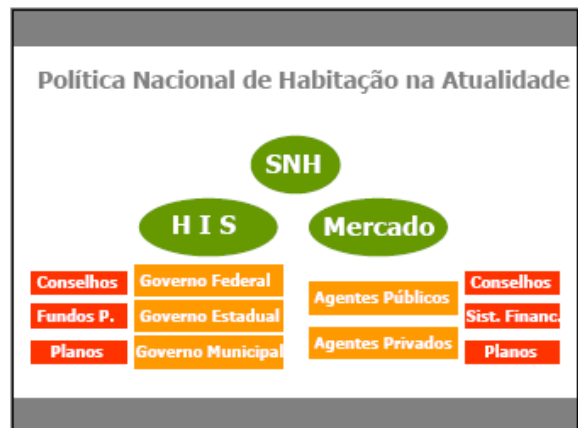 Política Nacional de Habitação na Atualidade
SNH
H I S
Mercado
Conselhos
Governo Federal
Fundos P.
Governo Estadual
Planos
Governo Municipal
Agentes Públicos
Agentes Privados
Conselhos
Sist. Financ.
Planos